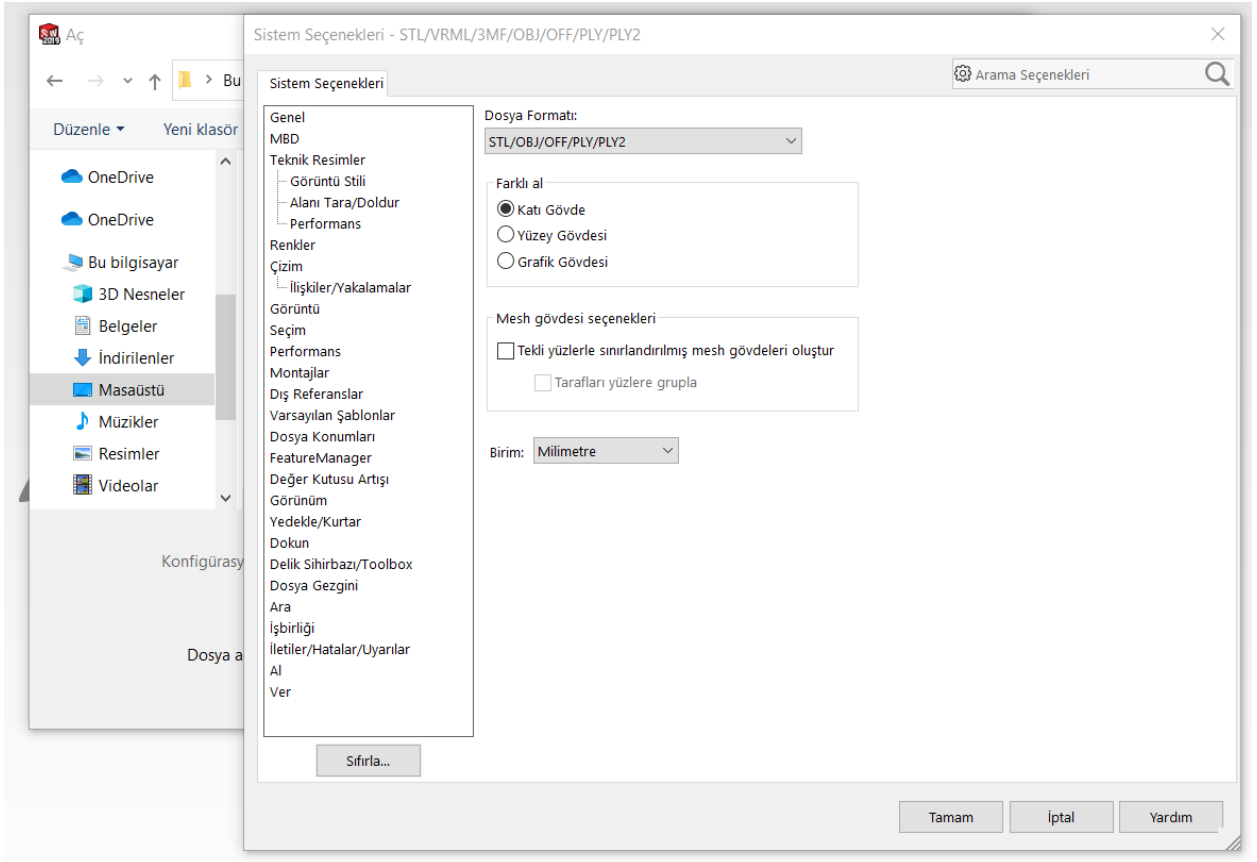 Aç
Bu
Düzenle
Yeni klasör
OneDrive
OneDrive
Bu bilgisayar
3D Nesneler
Belgeler
İndirilenler
Masaüstü
Müzikler
Resimler
Videolar
Konfigürasy
Dosya a
Sistem Seçenekleri - STL/VRML/3MF/OBJ/OFF/PLY/PLY2
Sistem Seçenekleri
Arama Seçenekleri
Genel
MBD
Teknik Resimler
Görüntü Stili
Alanı Tara/Doldur
Performans
Renkler
Çizim
İlişkiler/Yakalamalar
Görüntü
Seçim
Performans
Montajlar
Dış Referanslar
Varsayılan Şablonlar
Dosya Konumları
FeatureManager
Değer Kutusu Artışı
Görünüm
Yedekle/Kurtar
Dokun
Delik Sihirbazı/Toolbox
Dosya Gezgini
Ara
İşbirliği
İletiler/Hatalar/Uyarılar
Al
Ver
Sıfırla...
Dosya Formatı:
STL/OBJ/OFF/PLY/PLY2
Farklı al
Katı Gövde
Yüzey Gövdesi
Grafik Gövdesi
Mesh gövdesi seçenekleri
Tekli yüzlerle sınırlandırılmış mesh gövdeleri oluştur
Tarafları yüzlere grupla
Birim: Milimetre
Tamam
İptal
Yardım